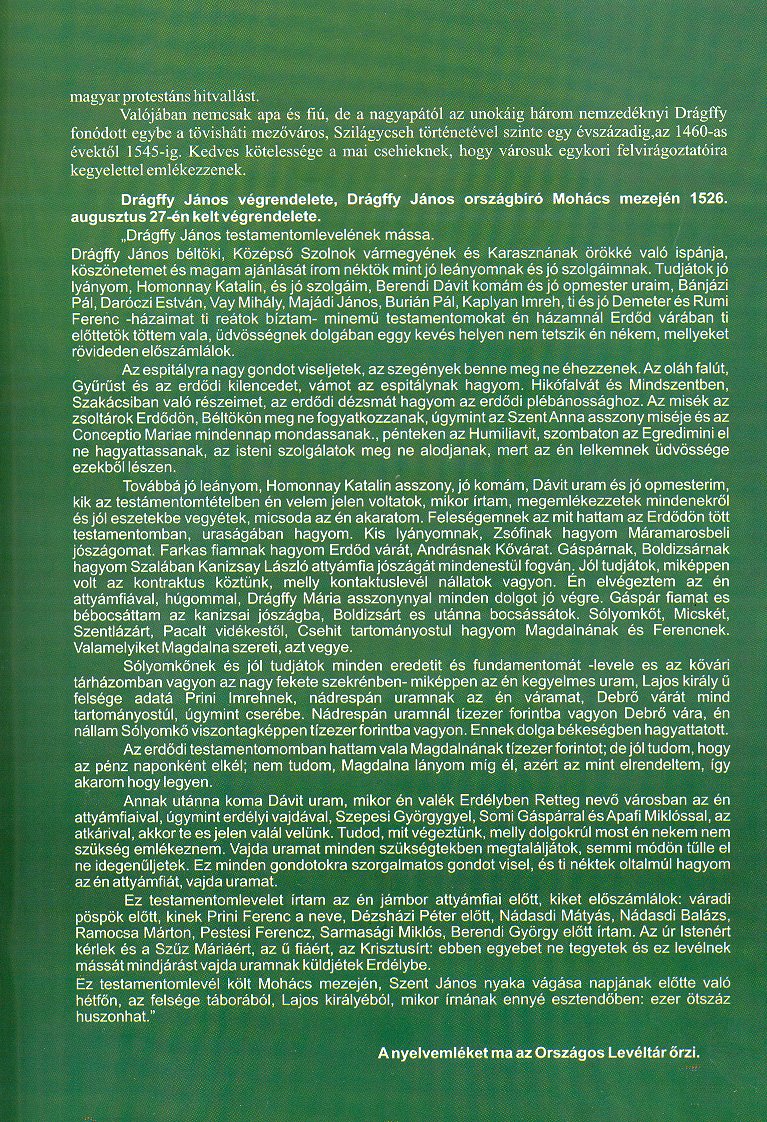 magyar protestáns hitvallást.
Valójában nemcsak apa és fiú, de a nagyapától az unokáig három nemzedéknyi Drágffy
fonódott egybe a tövisháti mezőváros, Szilágycseh történetével szinte egy évszázadig,az 1460-as
évektől 1545-ig. Kedves kötelessége a mai csehieknek, hogy városuk egykori felvirágoztatóira
kegyelettel emlékezzenek.
Drágffy János végrendelete, Drágffy János országbíró Mohács mezején 1526.
augusztus 27-én kelt végrendelete.
„Drágffy János testamentomlevelének mássa.
Drágffy János béltöki, Középső Szolnok vármegyének és Karasznának örökké való ispánja,
köszönetemet és magam ajánlását írom néktök mint jó leányomnak és jó szolgáimnak. Tudjátok jó
lyányom, Homonnay Katalin, és jó szolgáim, Berendi Dávit komám és jó opmester uraim, Bánjázi
Pál, Daróczi Estván, Vay Mihály, Majádi János, Burián Pál, Kaplyan Imreh, ti és jó Demeter és Rumi
Ferenc -házaimat ti reátok bíztam- minemű testamentomokat én házamnál Erdőd várában ti
előttetök töttem vala, üdvösségnek dolgában eggy kevés helyen nem tetszik én nékem, mellyeket
rövideden előszámlálok.
Az espitályra nagy gondot viseljetek, az szegények benne meg ne éhezzenek. Az oláh falút,
Gyűrűst és az erdődi kilencedet, vámot az espitálynak hagyom. Hikófalvát és Mindszentben,
Szakácsiban való részeimet, az erdődi dézsmát hagyom az erdődi plébánossághoz. Az misék az
zsoltárok Erdődön, Béltökön meg ne fogyatkozzanak, úgymint az Szent Anna asszony miséje és az
Conceptio Mariae mindennap mondassanak., pénteken az Humiliavit, szombaton az Egredimini el
ne hagyattassanak, az isteni szolgálatok meg ne alodjanak, mert az én lelkemnek üdvössége
ezekből lészen.
Továbbá jó leányom, Homonnay Katalin asszony, jó komám, Dávit uram és jó opmesterim,
kik az testámentomtételben én velem jelen voltatok, mikor írtam, megemlékezzetek mindenekről
és jól eszetekbe vegyétek, micsoda az én akaratom. Feleségemnek az mit hattam az Erdődön tött
testamentomban, uraságában hagyom. Kis lyányomnak, Zsófinak hagyom Máramarosbeli
jószágomat. Farkas fiamnak hagyom Erdőd várát, Andrásnak Kővárat. Gáspárnak, Boldizsárnak
hagyom Szalában Kanizsay László attyámfia jószágát mindenestül fogván. Jól tudjátok, miképpen
volt az kontraktus köztünk, melly kontaktuslevél nállatok vagyon. Én elvégeztem az én
attyámfiával, húgommal, Drágffy Mária asszonynyal minden dolgot jó végre. Gáspár fiamat es
bébocsáttam az kanizsai jószágba, Boldizsárt es utánna bocsássátok. Sólyomkőt, Micskét,
Szentlázárt, Pacalt vidékestől, Csehit tartományostul hagyom Magdalnának és Ferencnek.
Valamelyiket Magdalna szereti, azt vegye.
Sólyomkőnek és jól tudjátok minden eredetit és fundamentomát -levele es az kővári
tárházomban vagyon az nagy fekete szekrénben- miképpen az én kegyelmes uram, Lajos király ű
felsége adatá Prini Imrehnek, nádrespán uramnak az én váramat, Debrő várát mind
tartományostúl, úgymint cserébe. Nádrespán uramnál tízezer forintba vagyon Debrő vára, én
nállam Sólyomkő viszontagképpen tízezer forintba vagyon. Ennek dolga békeségben hagyattatott.
Az erdődi testamentomomban hattam vala Magdalnának tízezer forintot; de jól tudom, hogy
az pénz naponként elkél; nem tudom, Magdalna lányom míg él, azért az mint elrendeltem, így
akarom hogy legyen.
Annak utánna koma Dávit uram, mikor én valék Erdélyben Retteg nevő városban az én
attyámfiaival, úgymint erdélyi vajdával, Szepesi Györgygyel, Somi Gáspárral és Apafi Miklóssal, az
atkárival, akkor te es jelen valál velünk. Tudod, mit végeztünk, melly dolgokrúl most én nekem nem
szükség emlékeznem. Vajda uramat minden szükségtekben megtaláljátok, semmi módön tűlle el
ne idegenűljetek. Ez minden gondotokra szorgalmatos gondot visel, és ti néktek oltalmúl hagyom
az én attyámfiát, vajda uramat.
Ez testamentomlevelet írtam az én jámbor attyámfiai előtt, kiket előszámlálok: váradi
pöspök előtt, kinek Prini Ferenc a neve, Dézsházi Péter előtt, Nádasdi Mátyás, Nádasdi Balázs,
Ramocsa Márton, Pestesi Ferencz, Sarmasági Miklós, Berendi György előtt írtam. Az úr Istenért
kérlek és a Szűz Máriáért, az ű fiáért, az Krisztusírt: ebben egyebet ne tegyetek és ez levélnek
mássát mindjárást vajda uramnak küldjétek Erdélybe.
Ez testamentomlevél költ Mohács mezején, Szent János nyaka vágása napjának előtte való
hétfőn, az felsége táborából, Lajos királyéból, mikor írnának ennyé esztendőben: ezer ötszáz
huszonhat.”
A nyelvemléket ma az Országos Levéltár őrzi.